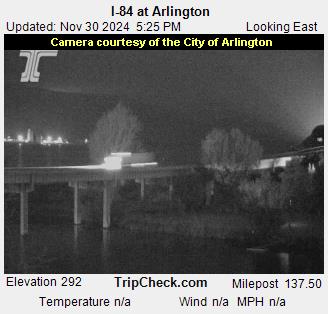 I-84 at Arlington
Updated: Nov 30 2024 5:25 PM Looking East
Camera courtesy of the City of Arlington
Elevation 292 TripCheck.com Milepost 137.50
Temperature n/a Wind n/a MPH n/a